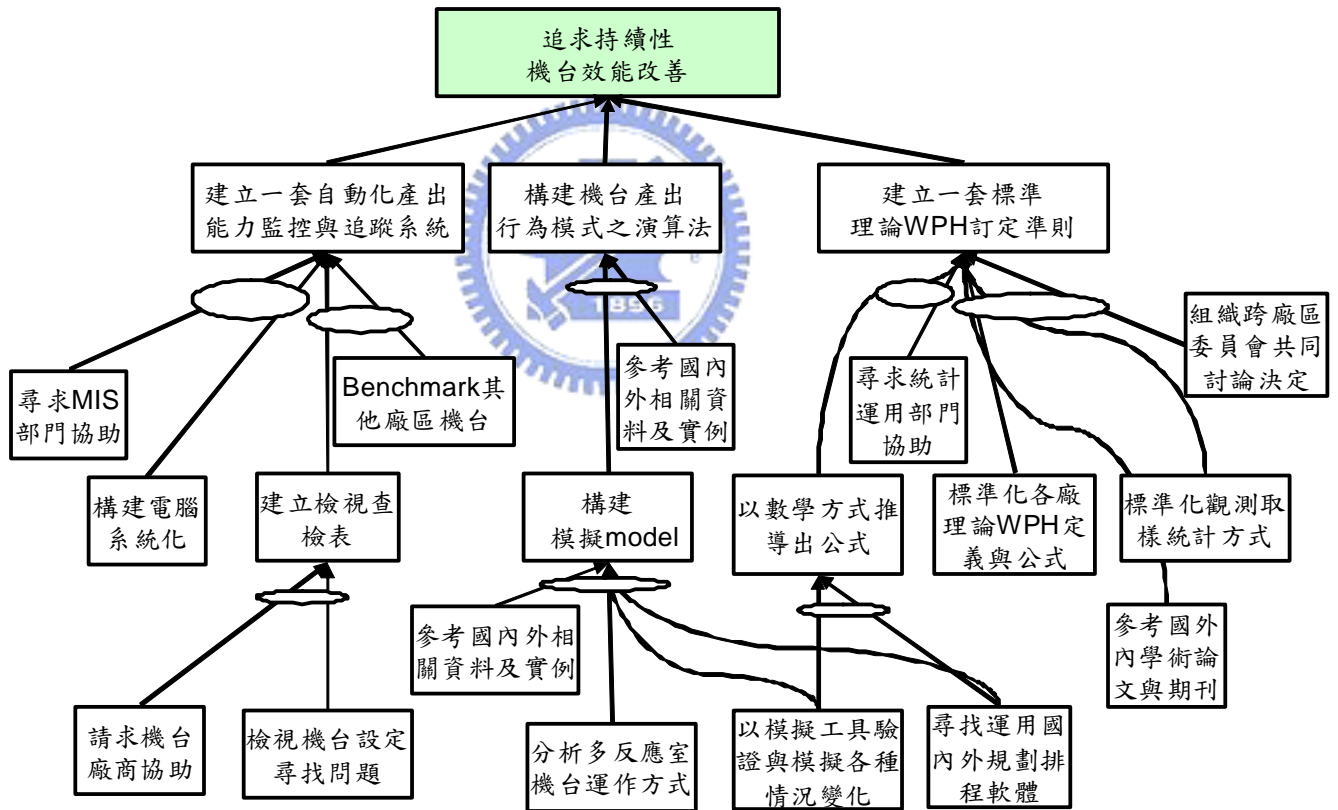 追求持續性
機台效能改善
建立一套自動化產出
能力監控與追蹤系統
構建機台產出
行為模式之演算法
建立一套標準
理論WPH訂定準則
1896
尋求MIS
部門協助
構建電腦
系統化
建立檢視查
檢表
Benchmark其
他廠區機台
參考國內
外相關資
料及實例
構建
模擬model
尋求統計
運用部門
協助
組織跨廠區
委員會共同
討論決定
以數學方式推
導出公式
標準化各廠
理論WPH定
義與公式
標準化觀測取
樣統計方式
參考國內外相
關資料及實例
參考國外
內學術論
文與期刊
請求機台
廠商協助
檢視機台設定
尋找問題
分析多反應室
機台運作方式
以模擬工具驗
證與模擬各種
情況變化
尋找運用國
內外規劃排
程軟體